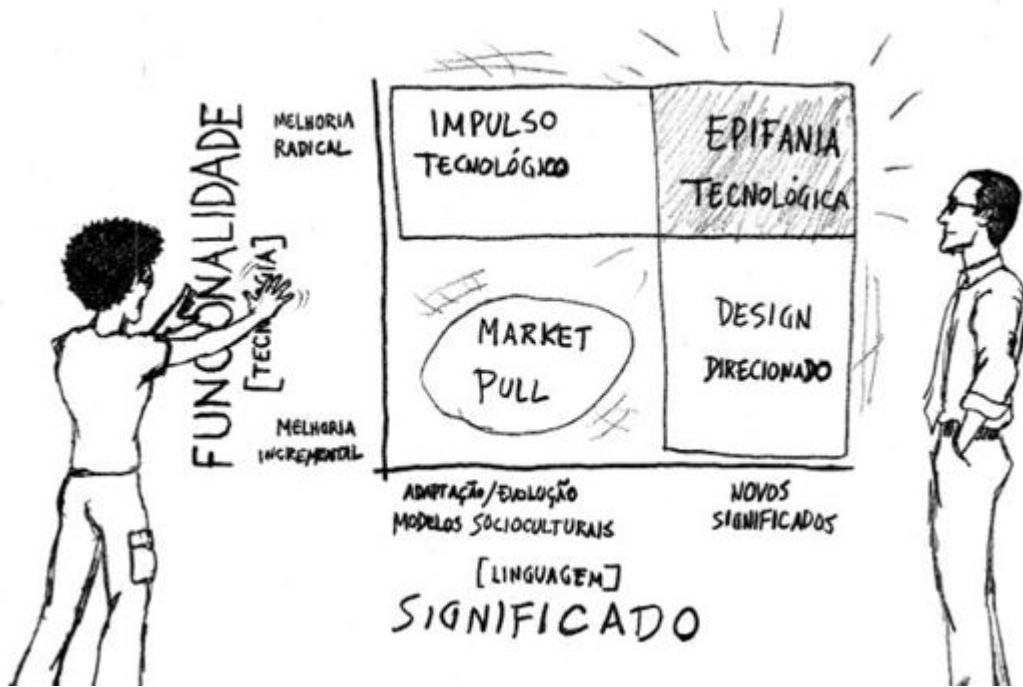 FUNCIONALIDADE
MELHORIA
RADICAL
MELHORIA
INCREMENTAL
IMPULSO
TECNOLÓGICO
EPIFANIA
TECNOLÓGICA
MARKET
PULL
DESIGN
DIRECIONADO
ADAPTAÇÃO/EVOLUÇÃO
MODELOS SOCIOCULTURAIS
NOVOS
SIGNIFICADOS
[LINGUAGEM]
SIGNIFICADO